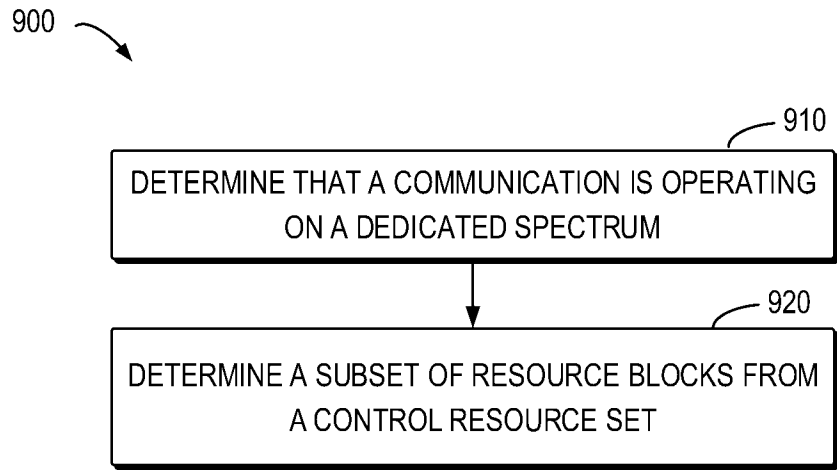 900
910
DETERMINE THAT A COMMUNICATION IS OPERATING
ON A DEDICATED SPECTRUM
920
DETERMINE A SUBSET OF RESOURCE BLOCKS FROM
A CONTROL RESOURCE SET